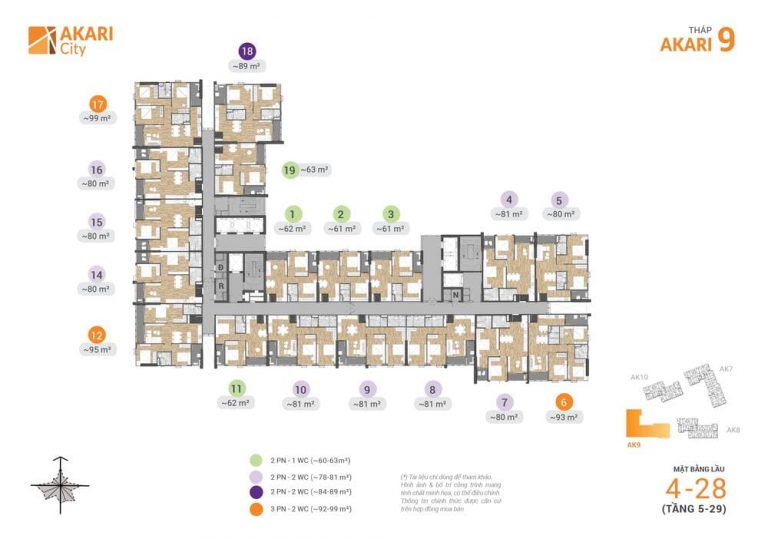 AKARI
City
THÁP
AKARI 9
18
~89 m²
17
~99 m²
16
~80 m²
19 ~63 m²
15
~80 m²
1
~62 m²
2
~61 m²
3
~61 m²
4
~81 m²
5
~80 m²
14
~80 m²
Đ
R
N
12
~95 m²
11
~62 m²
10
~81 m²
9
~81 m²
8
~81 m²
7
~80 m²
6
~93 m²
AK10
AK7
AK9
AK8
2 PN - 1 WC (~60-63m²)
2 PN - 2 WC (~78-81 m²)
2 PN - 2 WC (~84-89 m²)
3 PN - 2 WC (~92-99 m²)
(*) Tài liệu chỉ dùng để tham khảo.
Hình ảnh & bố trí công trình mang
tính chất minh họa, có thể điều chỉnh
Thông tin chính thức được căn cứ
trên hợp đồng mua bán
MẶT BẰNG LẦU
4-28
(TẦNG 5-29)